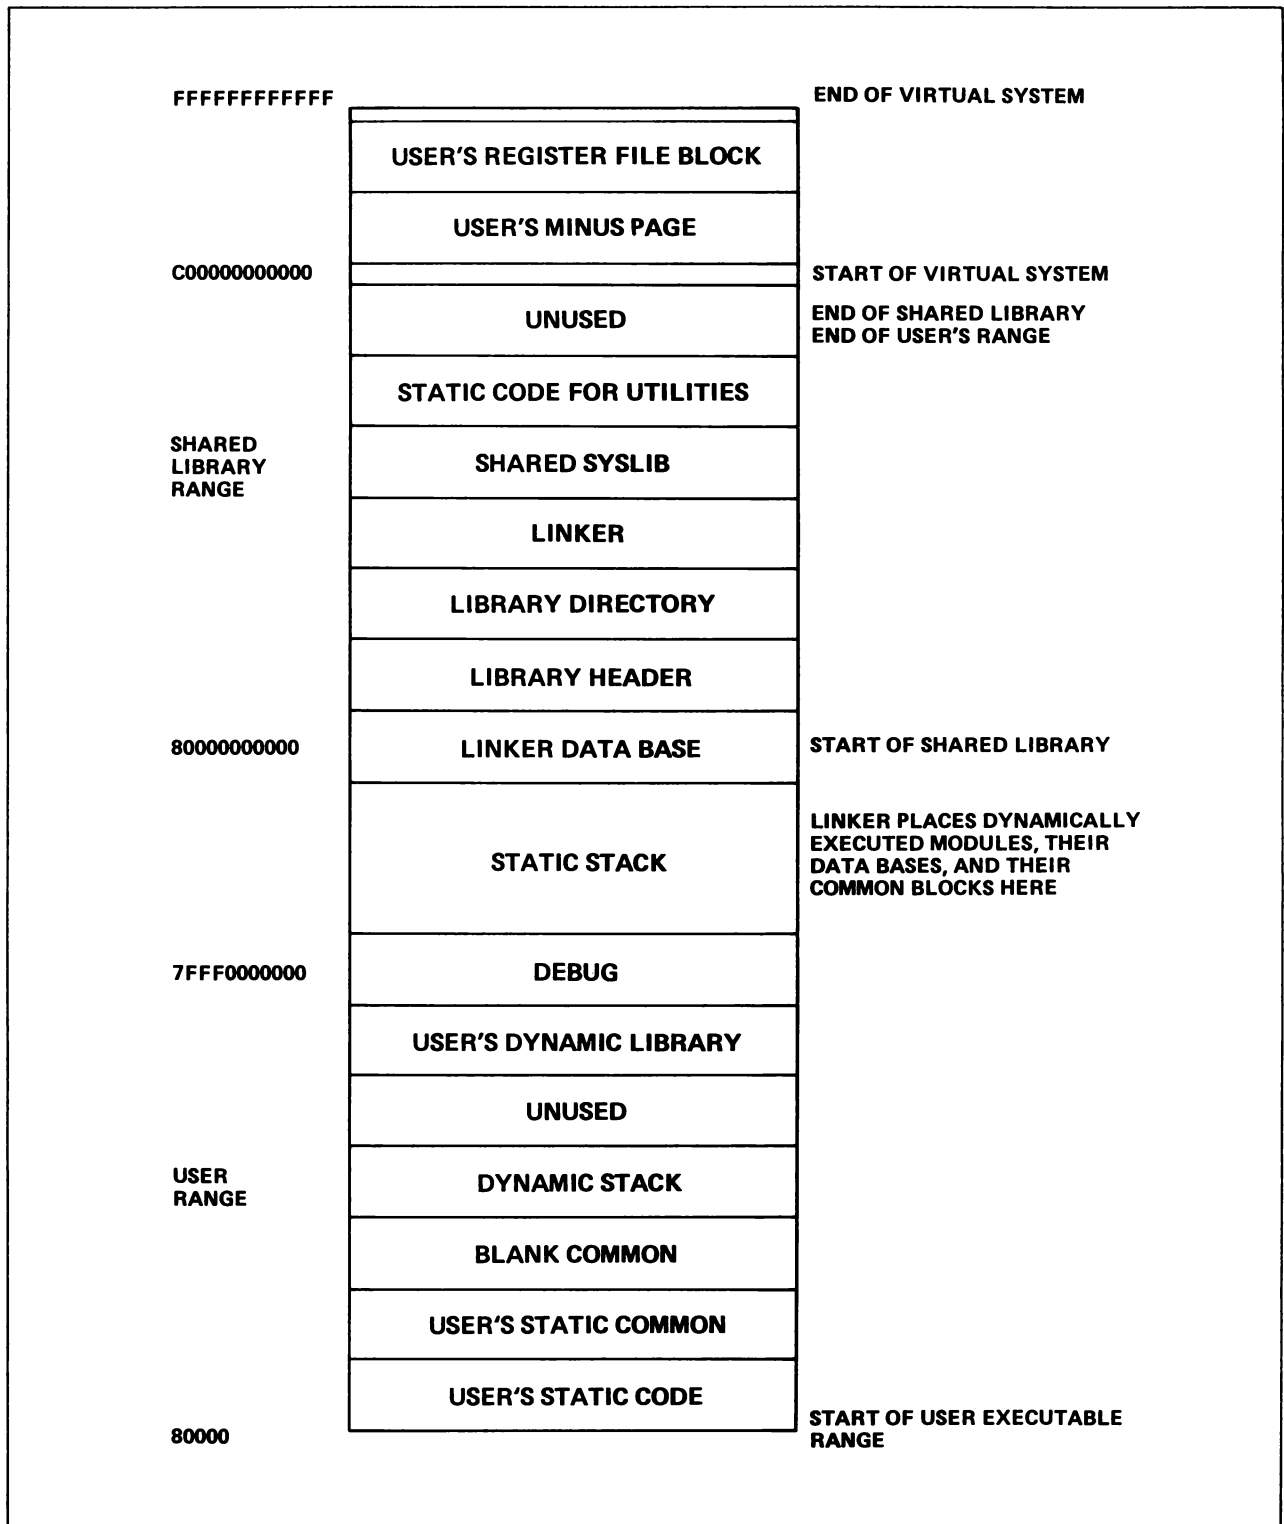 FFFFFFFFFFFF
END OF VIRTUAL SYSTEM
USER'S REGISTER FILE BLOCK
USER'S MINUS PAGE
C00000000000
START OF VIRTUAL SYSTEM
UNUSED
END OF SHARED LIBRARY
END OF USER'S RANGE
STATIC CODE FOR UTILITIES
SHARED
LIBRARY
RANGE
SHARED SYSLIB
LINKER
LIBRARY DIRECTORY
LIBRARY HEADER
80000000000
LINKER DATA BASE
START OF SHARED LIBRARY
STATIC STACK
LINKER PLACES DYNAMICALLY
EXECUTED MODULES, THEIR
DATA BASES, AND THEIR
COMMON BLOCKS HERE
7FFF0000000
DEBUG
USER'S DYNAMIC LIBRARY
UNUSED
USER
RANGE
DYNAMIC STACK
BLANK COMMON
USER'S STATIC COMMON
USER'S STATIC CODE
80000
START OF USER EXECUTABLE
RANGE